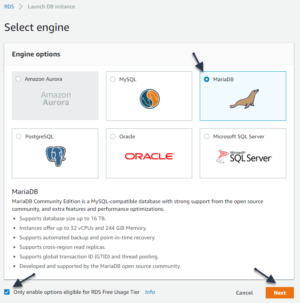 RDS > Launch DB instance
Select engine
Engine options
Amazon Aurora
MySQL
MariaDB
Amazon
Aurora
PostgreSQL
Oracle
Microsoft SQL Server
ORACLE
Microsoft
SQL Server
MariaDB
MariaDB Community Edition is a MySQL-compatible database with strong support from the open source
community, and extra features and performance optimizations.
• Supports database size up to 16 TB.
• Instances offer up to 32 vCPUs and 244 GiB Memory.
• Supports automated backup and point-in-time recovery.
• Supports cross-region read replicas.
• Supports global transaction ID (GTID) and thread pooling.
• Developed and supported by the MariaDB open source community.
Only enable options eligible for RDS Free Usage Tier Info
Cancel
Next